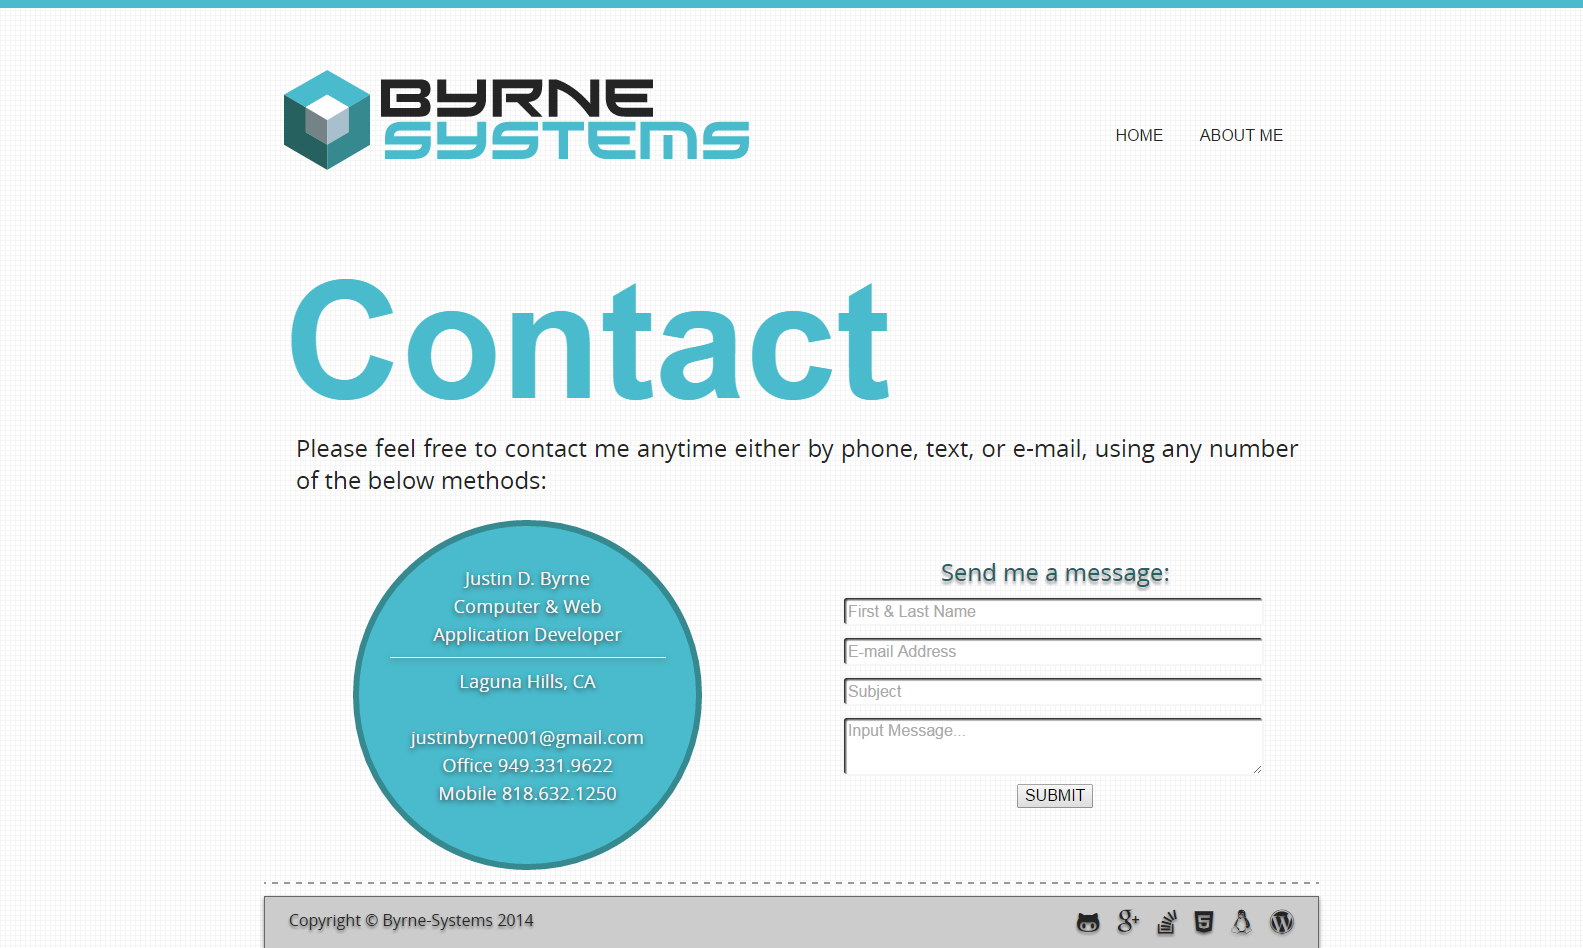 BYRNE
SYSTEMS
HOME ABOUT ME
Contact
Please feel free to contact me anytime either by phone, text, or e-mail, using any number
of the below methods:
Justin D. Byrne
Computer & Web
Application Developer
Laguna Hills, CA
justinbyrne001@gmail.com
Office 949.331.9622
Mobile 818.632.1250
Send me a message:
First & Last Name
E-mail Address
Subject
Input Message...
SUBMIT
Copyright © Byrne-Systems 2014